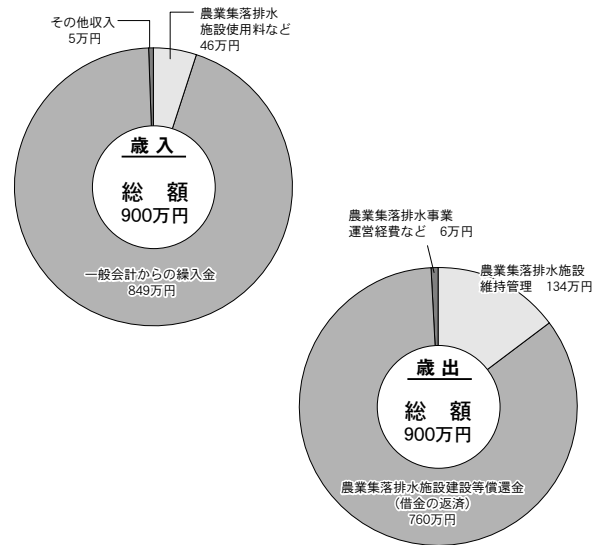 その他収入
5万円
農業集落排水
施設使用料など
46万円
歳 入
総 額
900万円
一般会計からの繰入金
849万円
農業集落排水事業
運営経費など 6万円
農業集落排水施設
維持管理 134万円
歳 出
総 額
900万円
農業集落排水施設建設等償還金
(借金の返済)
760万円